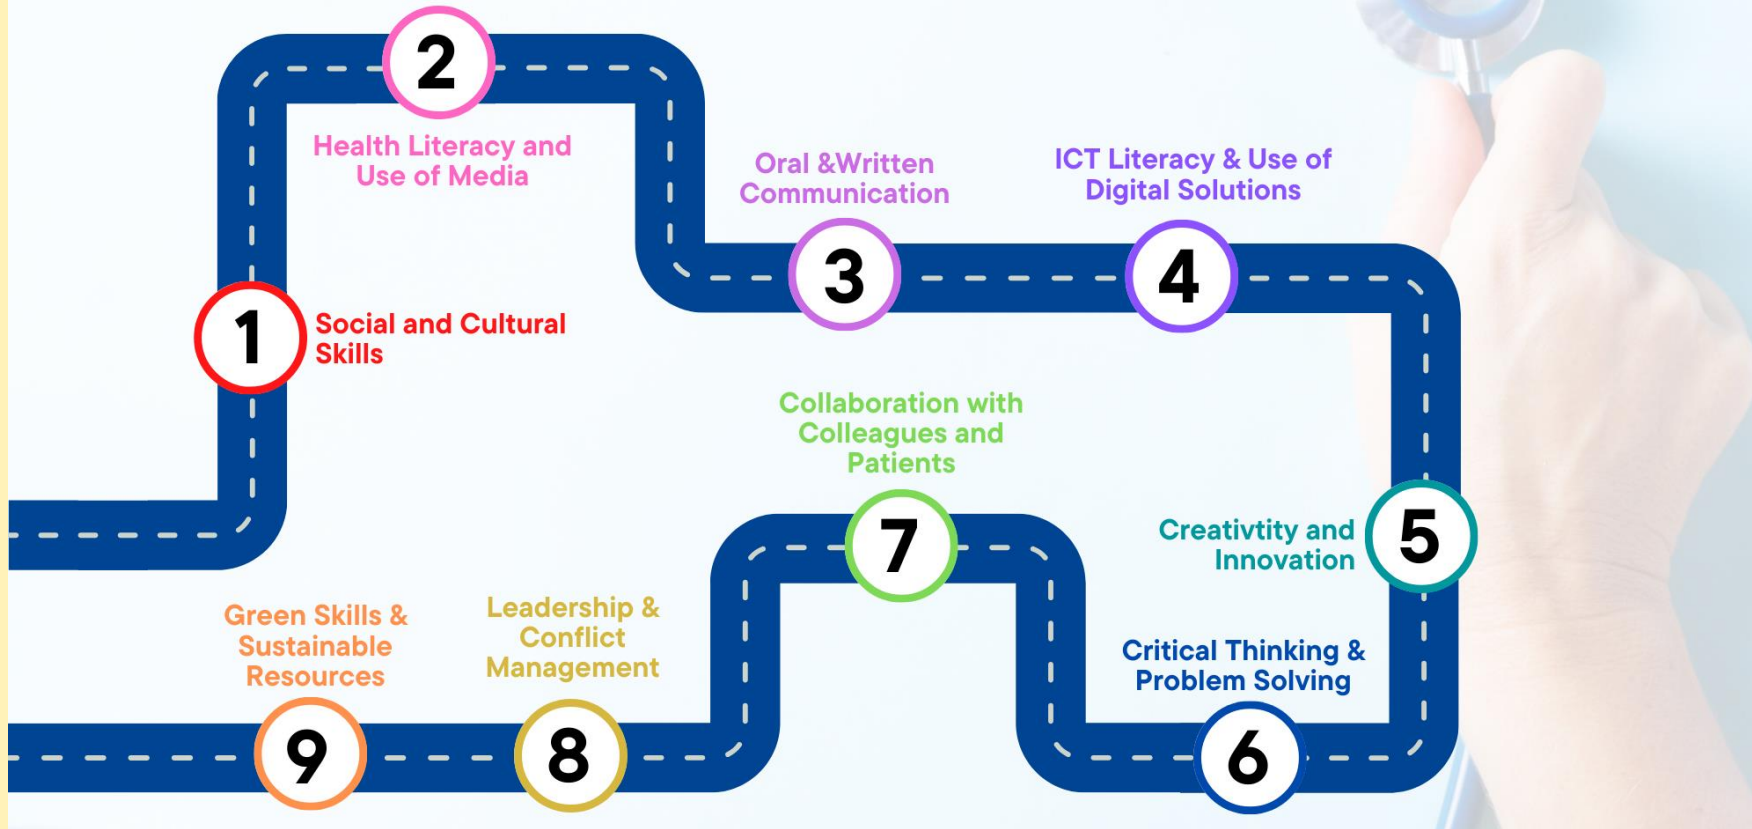 2
Health Literacy and
Use of Media
Oral &Written
Communication
ICT Literacy & Use of
Digital Solutions
3
4
1
Social and Cultural
Skills
Collaboration with
Colleagues and
Patients
7
Creativtity and
Innovation
5
Green Skills &
Sustainable
Resources
Leadership &
Conflict
Management
Critical Thinking &
Problem Solving
9
8
6